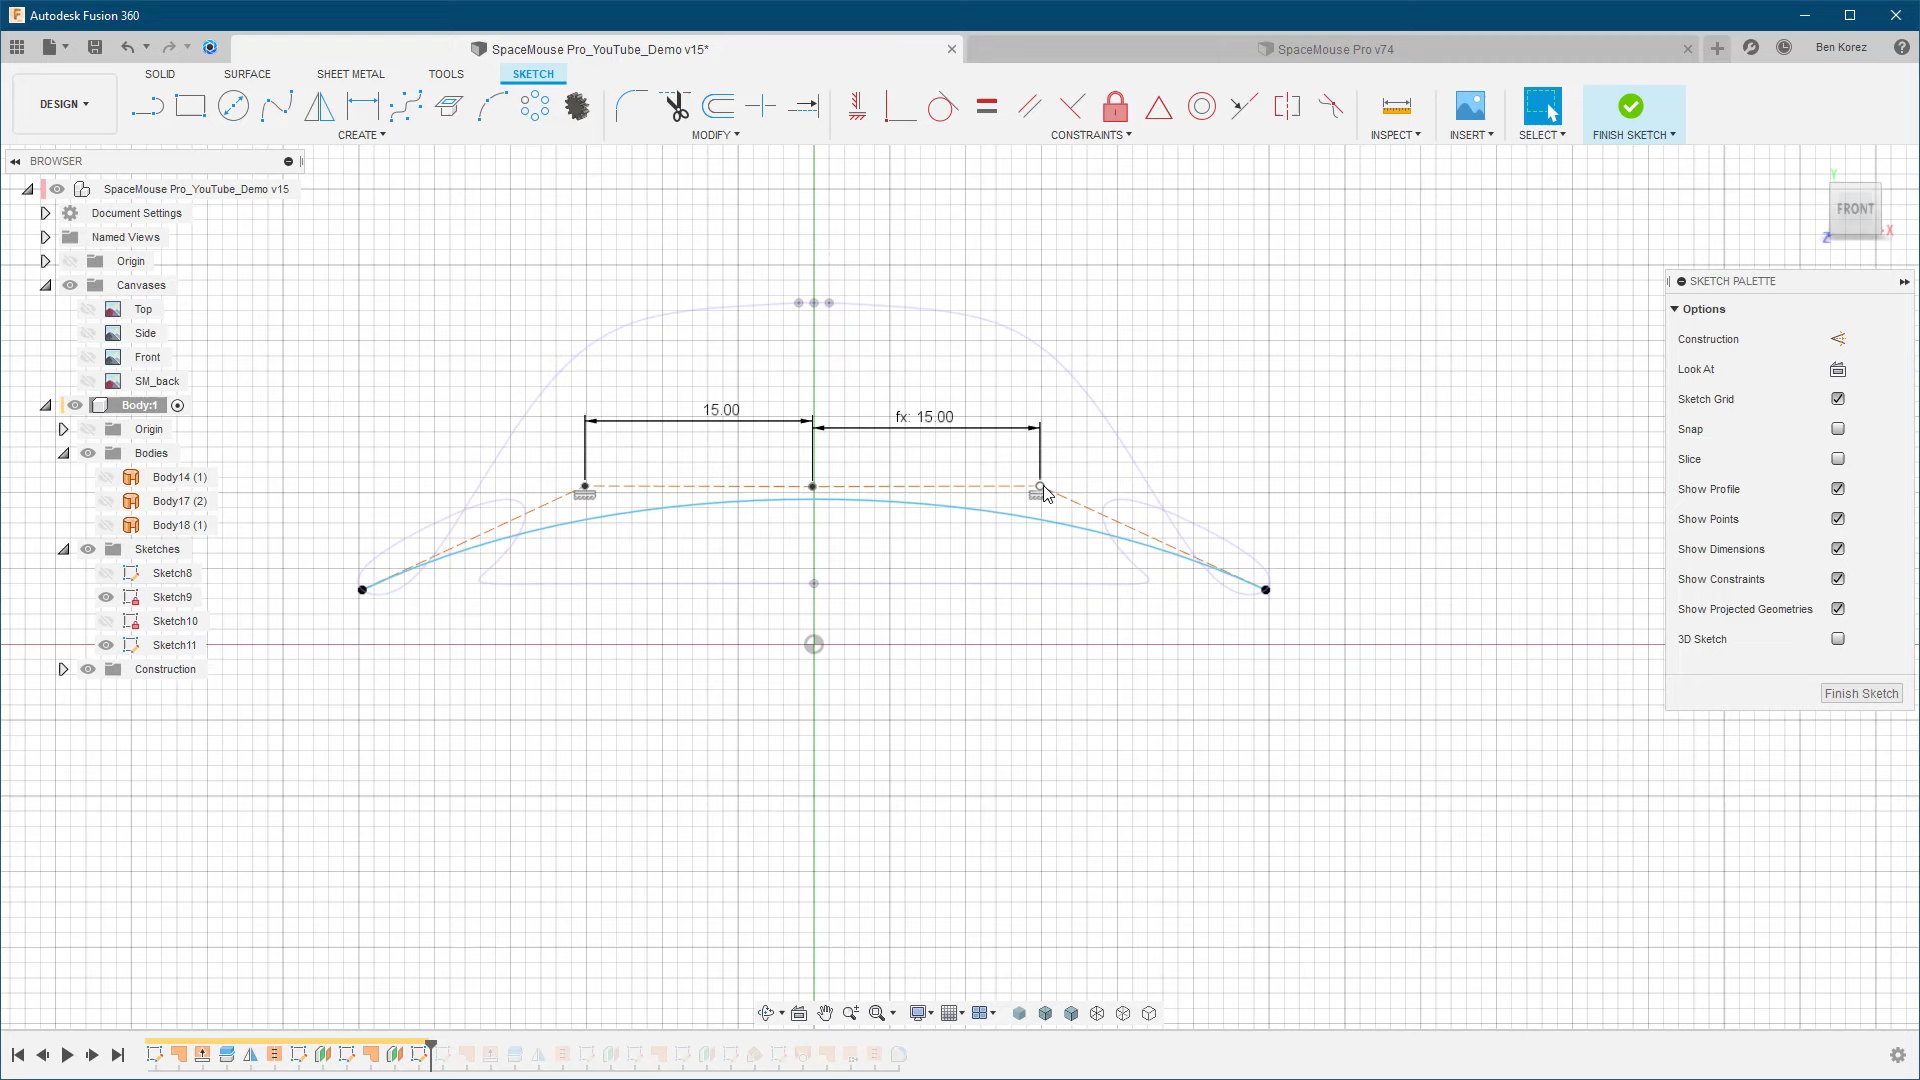 Autodesk Fusion 360
SpaceMouse Pro_YouTube_Demo v15*
SpaceMouse Pro v74
Ben Korez
SOLID
SURFACE
SHEET METAL
TOOLS
SKETCH
DESIGN
CREATE
MODIFY
CONSTRAINTS
INSPECT
INSERT
SELECT
FINISH SKETCH
BROWSER
SpaceMouse Pro_YouTube_Demo v15
Document Settings
Named Views
Origin
Canvases
Top
Side
Front
SM_back
Body:1
Origin
Bodies
Body14 (1)
Body17 (2)
Body18 (1)
Sketches
Sketch8
Sketch9
Sketch10
Sketch11
Construction
15.00
fx: 15.00
Y
FRONT
Z
X
SKETCH PALETTE
Options
Construction
Look At
Sketch Grid
Snap
Slice
Show Profile
Show Points
Show Dimensions
Show Constraints
Show Projected Geometries
3D Sketch
Finish Sketch